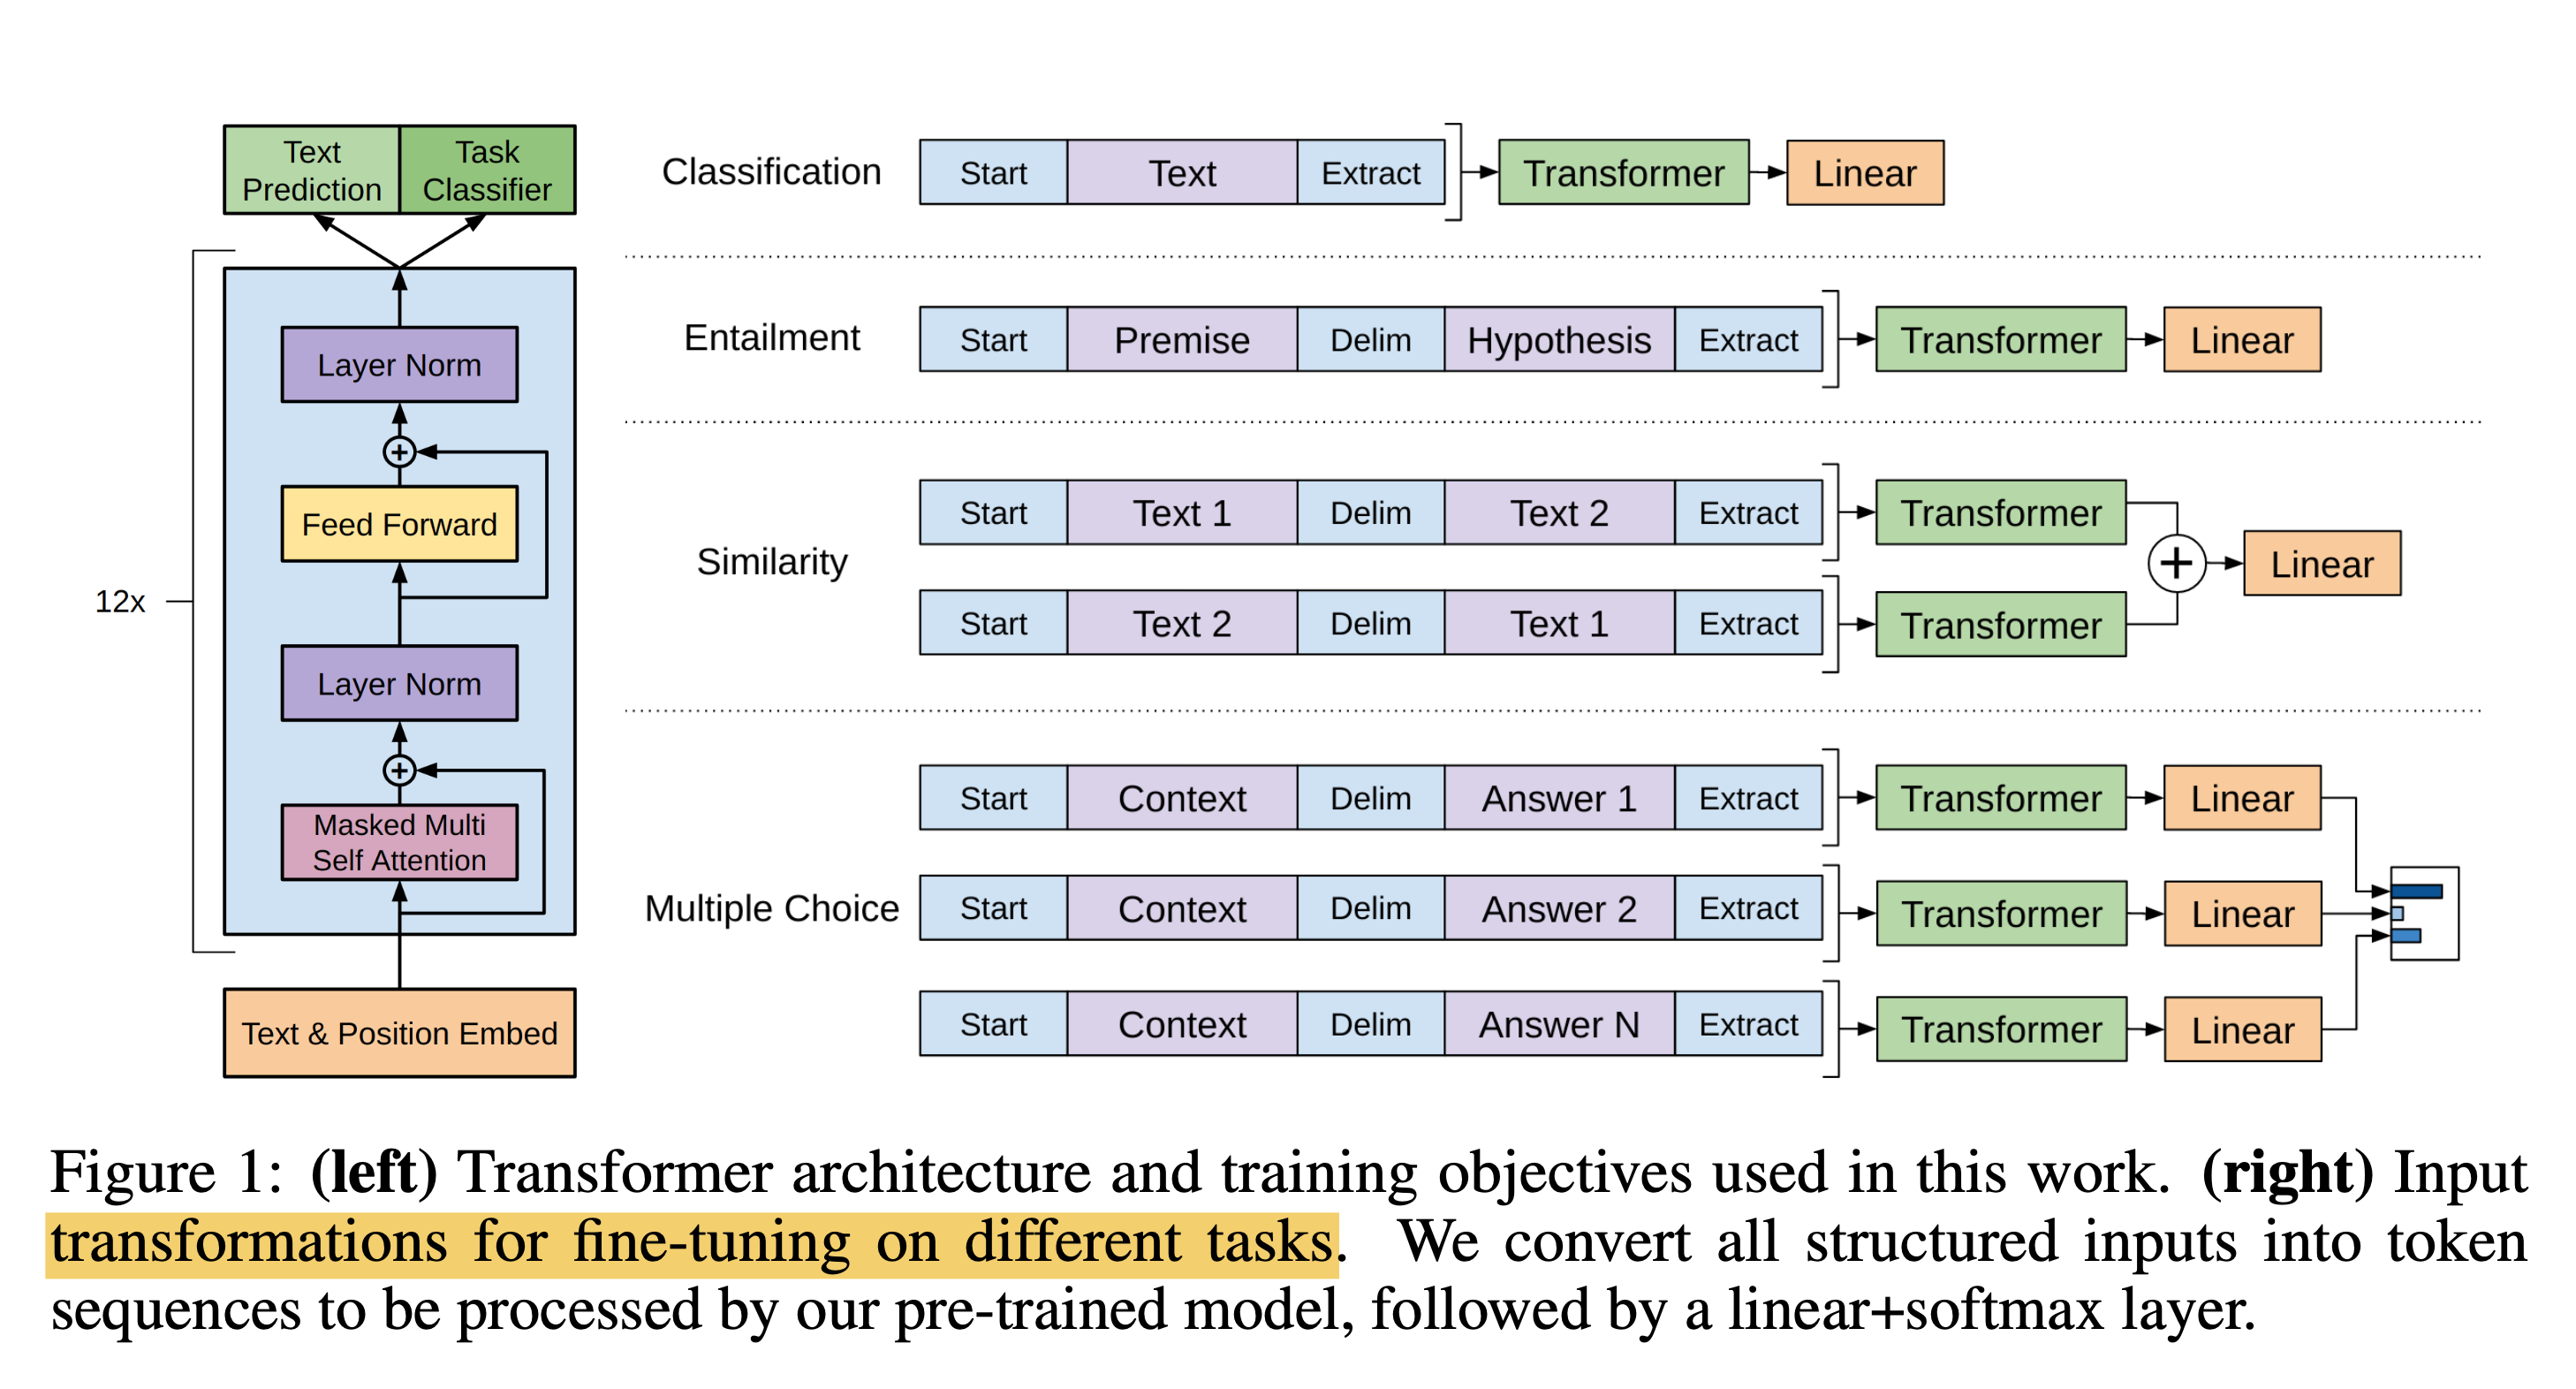 Text
Prediction
Task
Classifier
Layer Norm
+
Feed Forward
12x
Layer Norm
+
Masked Multi
Self Attention
Text & Position Embed
Classification
Start Text Extract Transformer Linear
Entailment
Start Premise Delim Hypothesis Extract Transformer Linear
Similarity
Start Text 1 Delim Text 2 Extract Transformer
+ Linear
Start Text 2 Delim Text 1 Extract Transformer
Multiple Choice
Start Context Delim Answer 1 Extract Transformer Linear
Start Context Delim Answer 2 Extract Transformer Linear
Start Context Delim Answer N Extract Transformer Linear
Figure 1: (left) Transformer architecture and training objectives used in this work. (right) Input
transformations for fine-tuning on different tasks. We convert all structured inputs into token
sequences to be processed by our pre-trained model, followed by a linear+softmax layer.